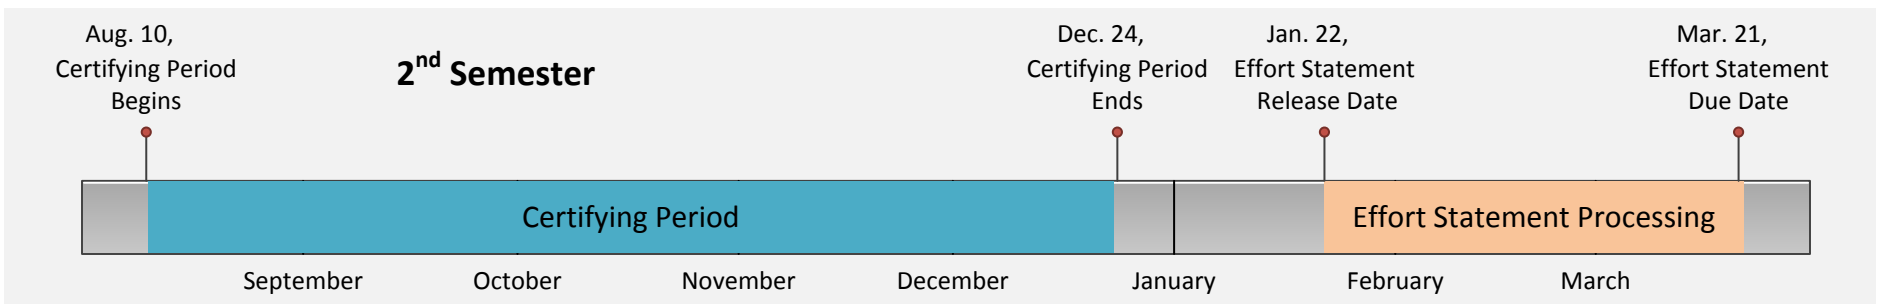 Aug. 10,
Certifying Period
Begins
2nd Semester
Dec. 24,
Certifying Period
Ends
Jan. 22,
Effort Statement
Release Date
Mar. 21,
Effort Statement
Due Date
Certifying Period
Effort Statement Processing
September
October
November
December
January
February
March